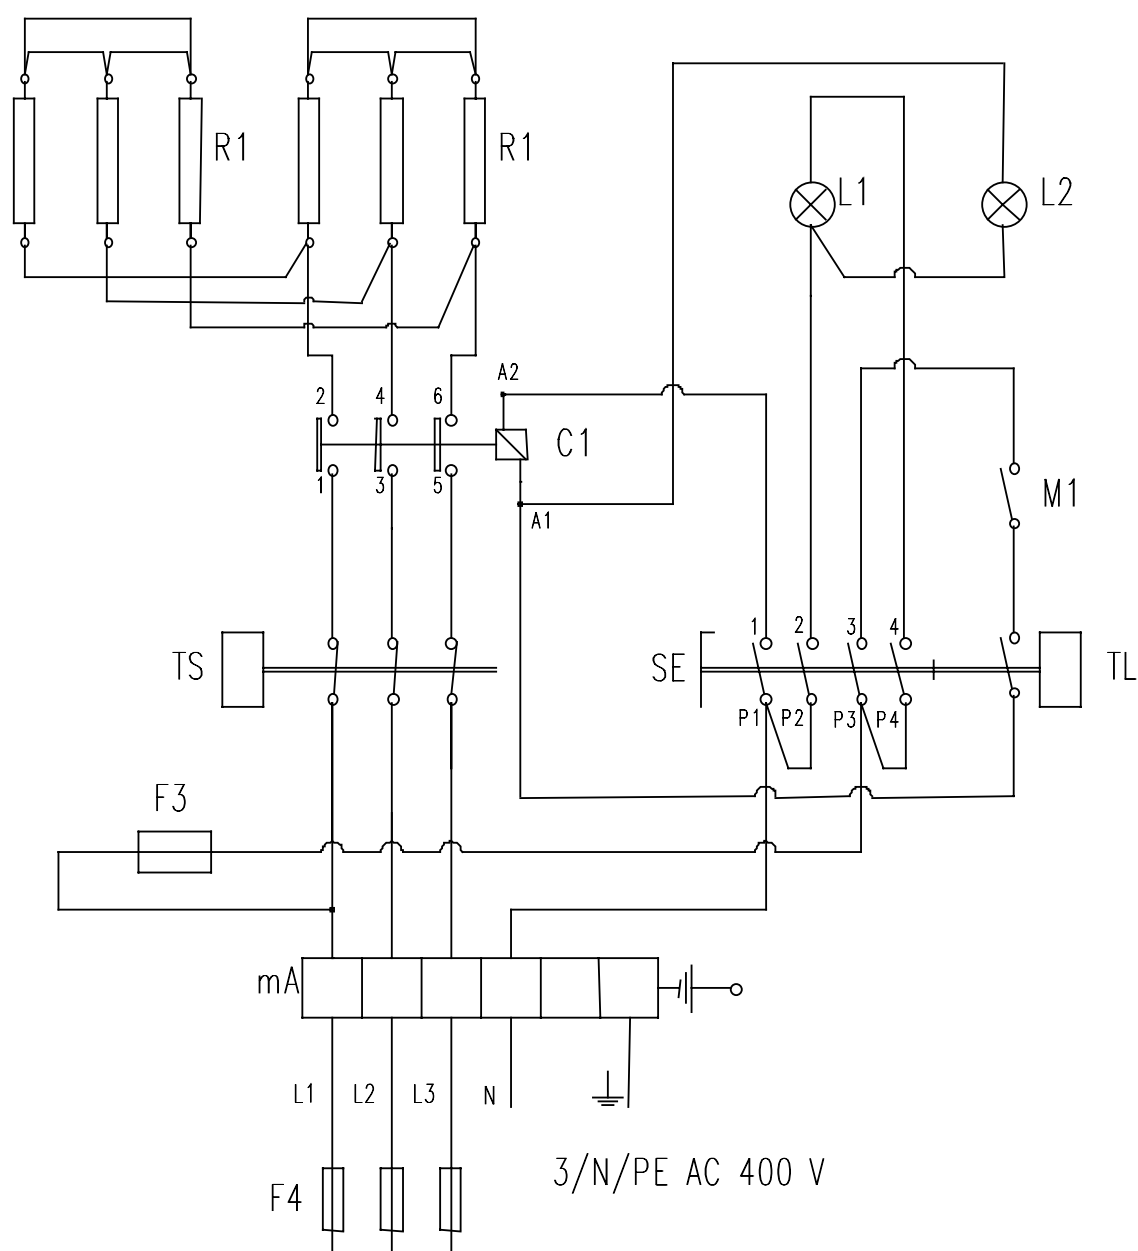 R1 R1
L1 L2
A2
2 4 6
C1
1 3 5
A1
M1
1 2 3 4
TS SE TL
P1 P2 P3 P4
F3
mA
L1 L2 L3 N
3/N/PE AC 400 V
F4